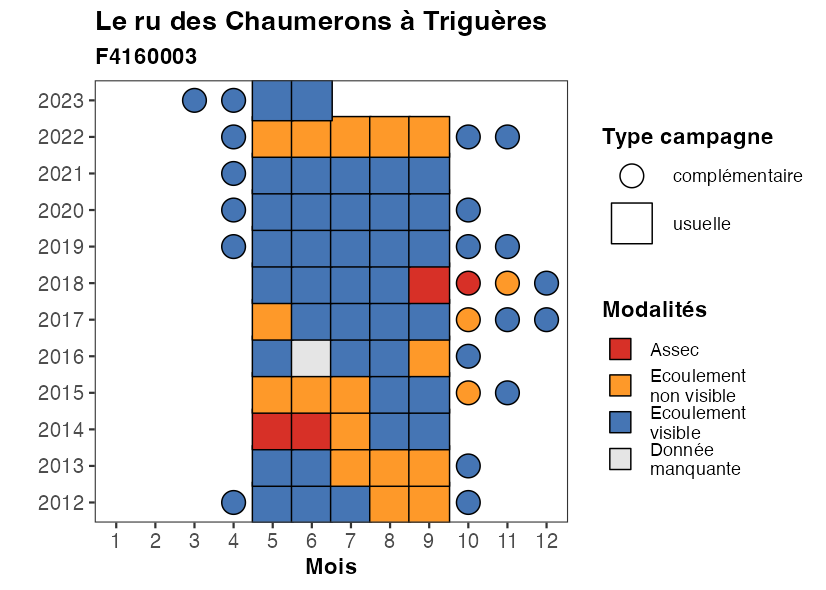 Le ru des Chaumerons à Triguères
F4160003
2023
2022
2021
2020
2019
2018
2017
2016
2015
2014
2013
2012
1 2 3 4 5 6 7 8 9 10 11 12
Mois
Type campagne
complémentaire
usuelle
Modalités
Assec
Ecoulement
non visible
Ecoulement
visible
Donnée
manquante